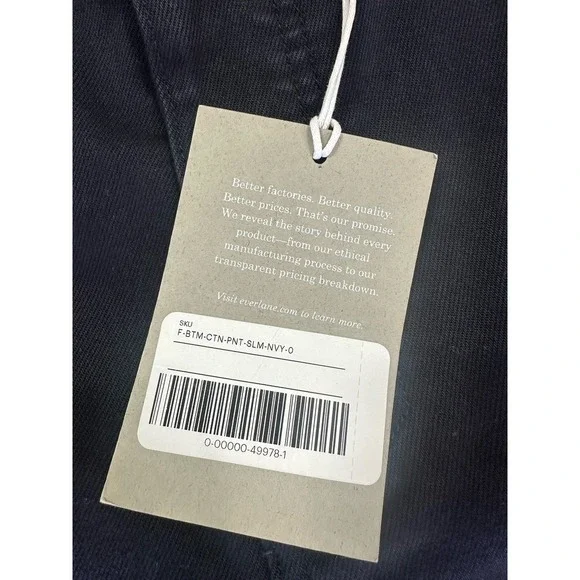 Better factories. Better quality.
Better prices. That's our promise.
We reveal the story behind every
product—from our ethical
manufacturing process to our
transparent pricing breakdown.
Visit everlane.com to learn more.
SKU
F-BTM-CTN-PNT-SLM-NVY-0
0-00000-49978-1